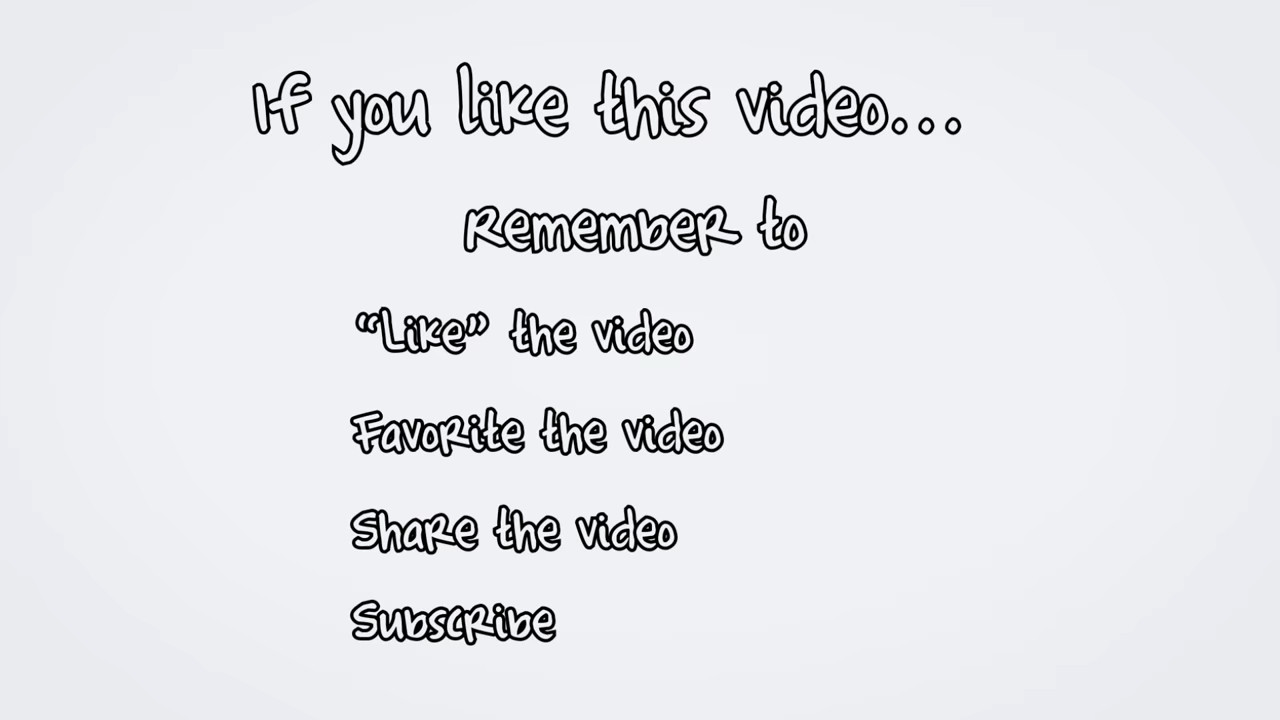 If you like this video...
Remember to
“Like” the video
Favorite the video
Share the video
Subscribe